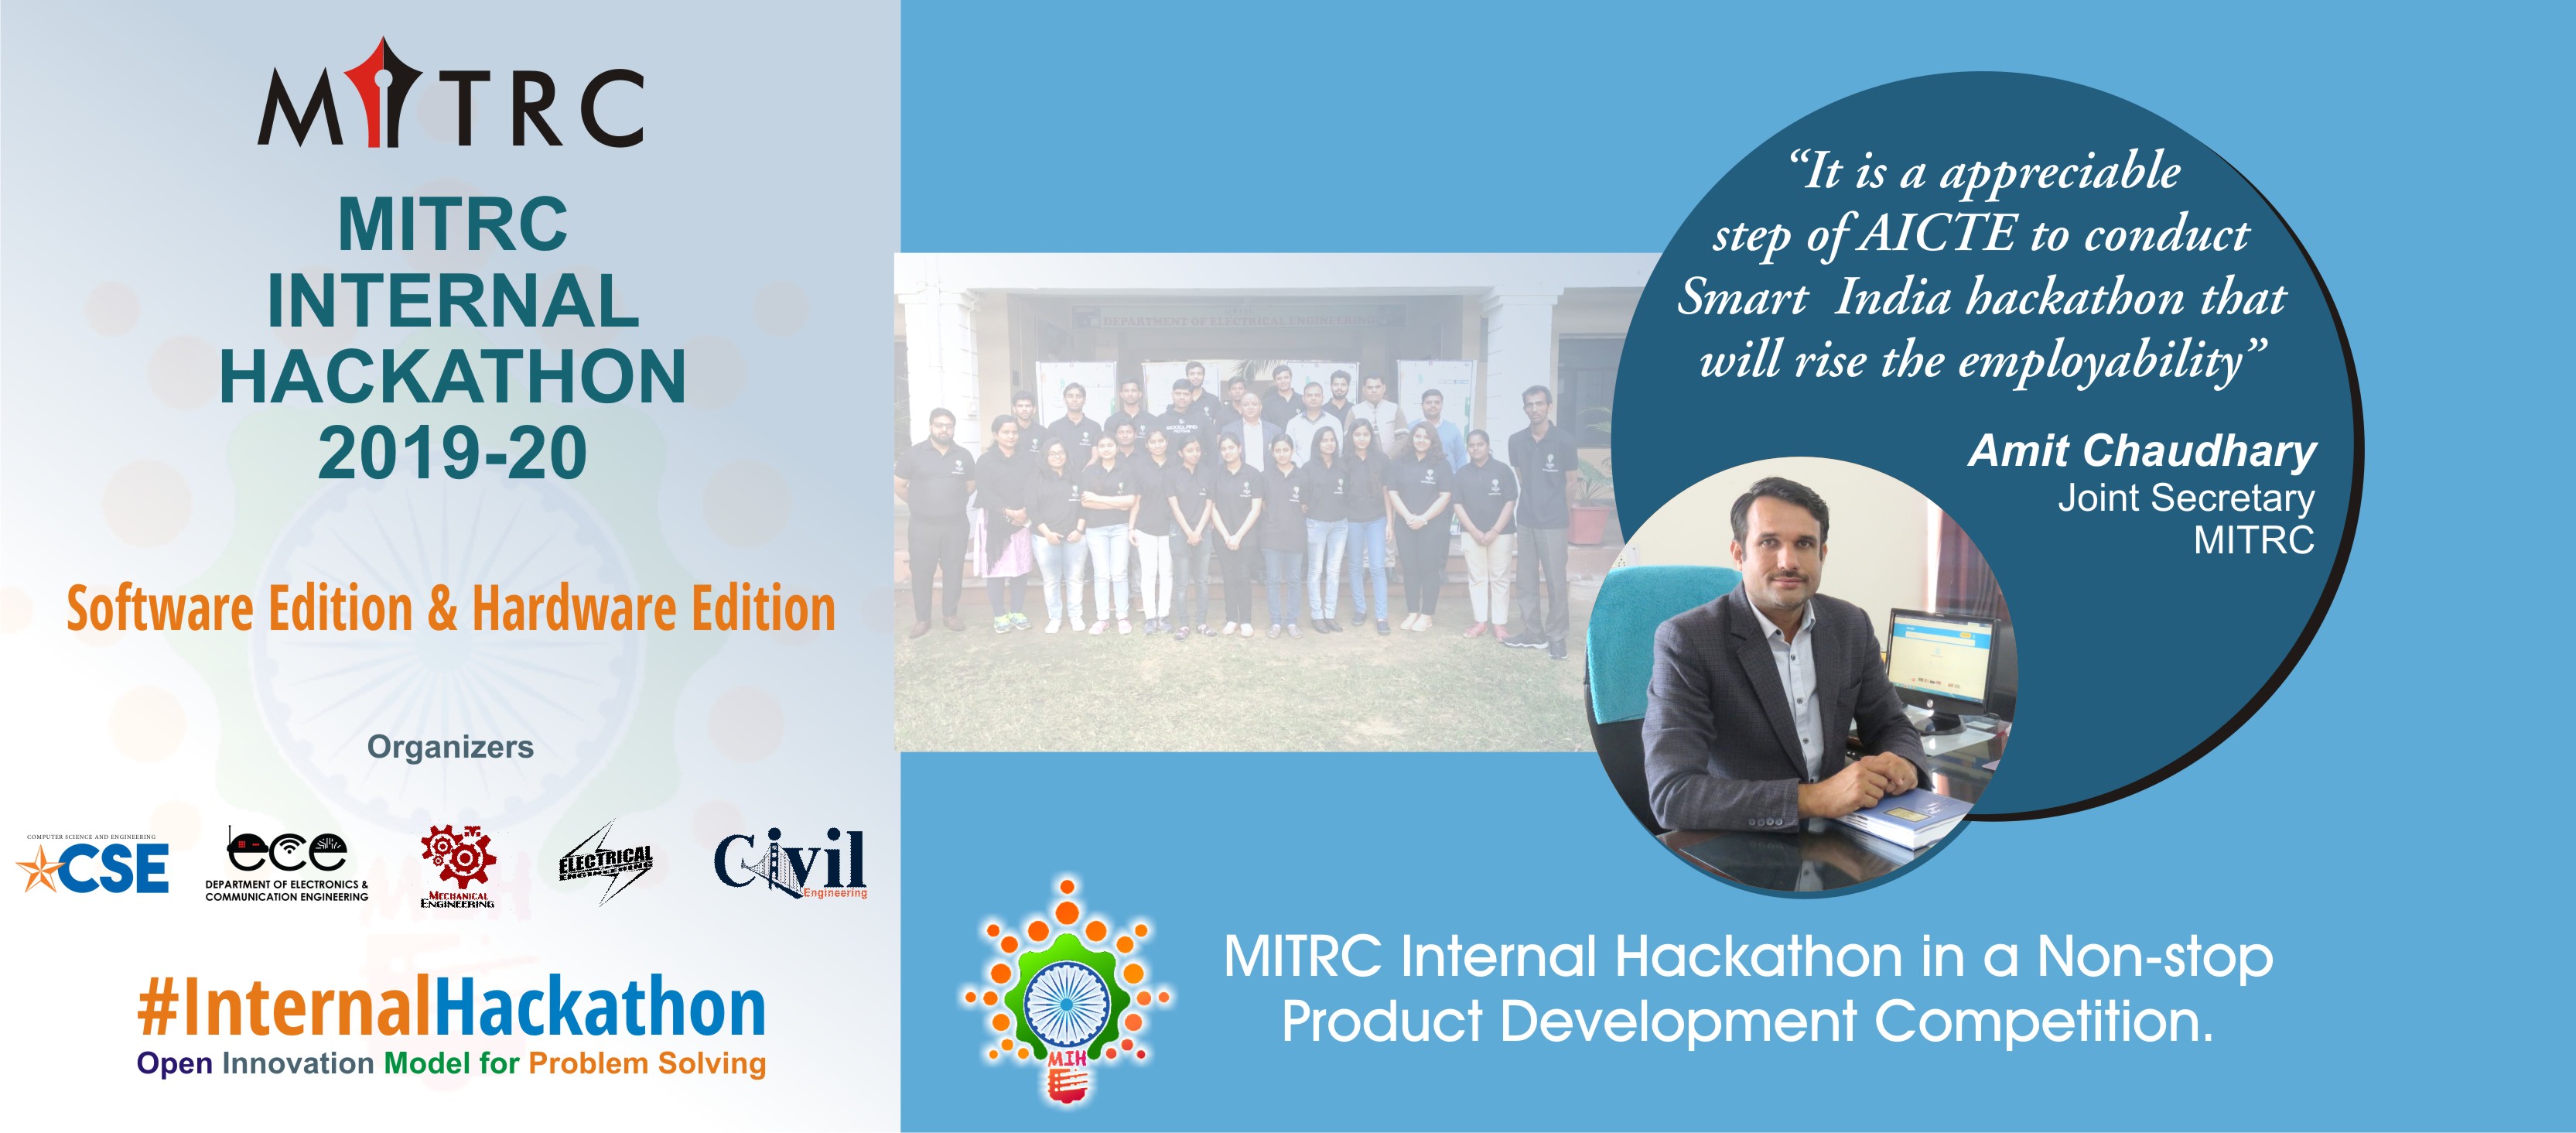 MiTRC
MITRC
INTERNAL
HACKATHON
2019-20
Software Edition & Hardware Edition
Organizers
COMPUTER SCIENCE AND ENGINEERING
CSE
ece
DEPARTMENT OF ELECTRONICS &
COMMUNICATION ENGINEERING
MECHANICAL
ENGINEERING
ELECTRICAL
ENGINEERING
Civil
Engineering
#InternalHackathon
Open Innovation Model for Problem Solving
DEPARTMENT OF ELECTRICAL ENGINEERING
“It is a appreciable
step of AICTE to conduct
Smart India hackathon that
will rise the employability”
Amit Chaudhary
Joint Secretary
MITRC
MIH
MITRC Internal Hackathon in a Non-stop
Product Development Competition.